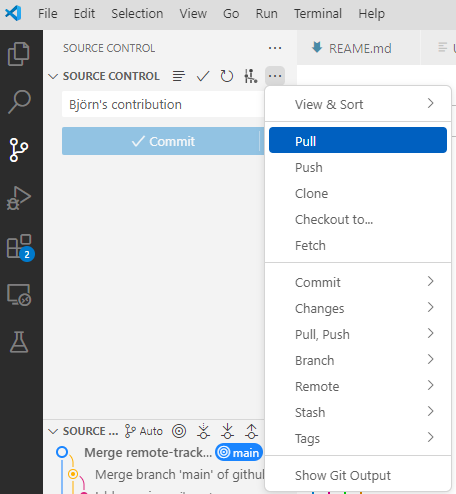 File Edit Selection View Go Run Terminal Help
SOURCE CONTROL
REAME.md
SOURCE CONTROL
Björn's contribution
View & Sort
Commit
Pull
Push
Clone
Checkout to...
Fetch
Commit
Changes
Pull, Push
Branch
Remote
Stash
Tags
Show Git Output
2
SOURCE ... Auto
Merge remote-track... main
Merge branch 'main' of github